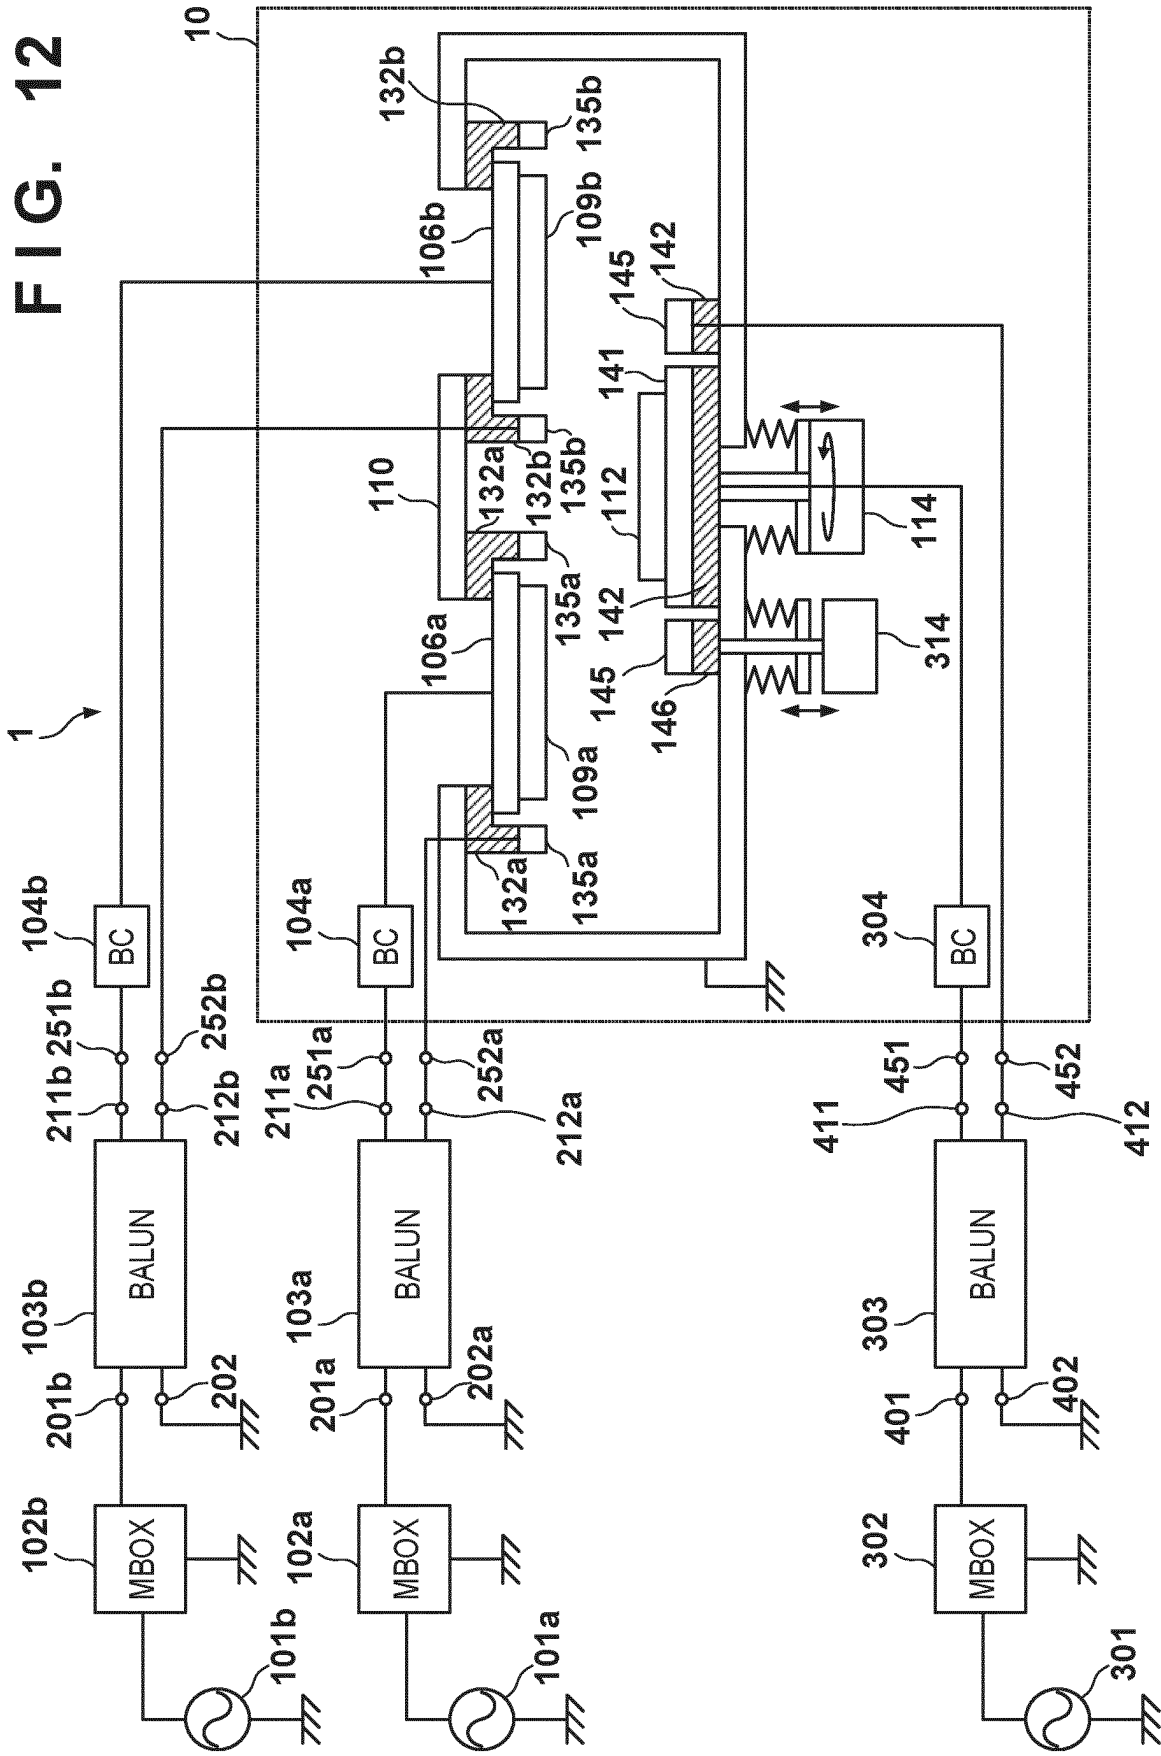 FIG. 12
1
10
104b
BC
251b
211b
252b
212b
103b
BALUN
201b
202
102b
MBOX
101b
104a
BC
251a
211a
252a
212a
103a
BALUN
201a
202a
102a
MBOX
101a
132b
135b
106b
109b
110
132a
132b
135b
135a
106a
109a
132a
135a
142
145
141
112
142
145
146
114
314
304
BC
451
411
452
412
303
BALUN
401
402
302
MBOX
301